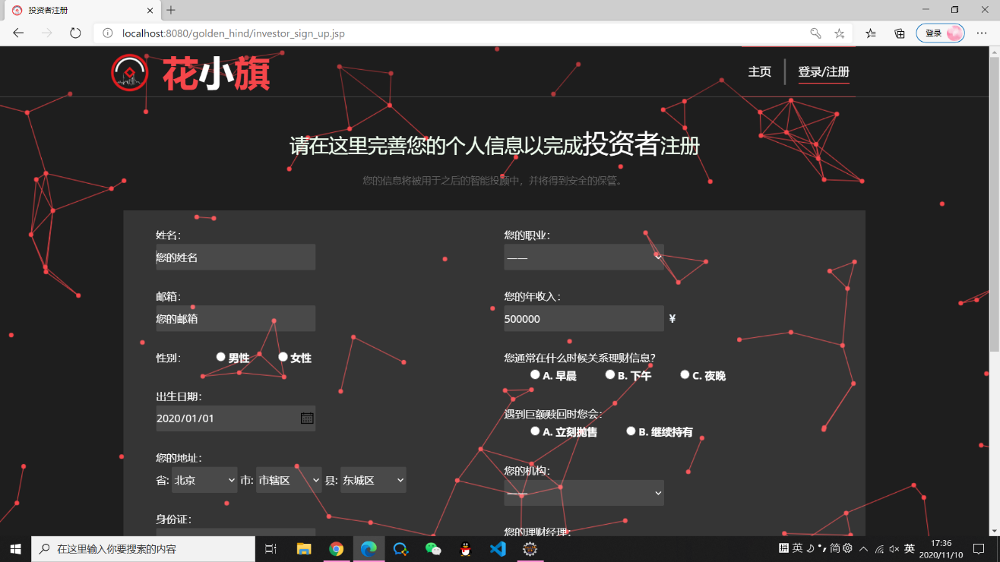 投资者注册
localhost:8080/golden_hind/investor_sign_up.jsp
登录
花小旗
主页
登录/注册
请在这里完善您的个人信息以完成投资者注册
您的信息将被用于之后的智能投顾中，并将得到安全的保管。
姓名：
您的姓名
邮箱：
您的邮箱
性别： 男性 女性
出生日期：
2020/01/01
您的地址：
省: 北京 市: 市辖区 县: 东城区
身份证：
您的职业：
——
您的年收入：
500000 ¥
您通常在什么时候关系理财信息?
A. 早晨 B. 下午 C. 夜晚
遇到巨额赎回时您会：
A. 立刻抛售 B. 继续持有
您的机构：
——
您的理财经理：
在这里输入你要搜索的内容
拼 英 简
英
17:36
2020/11/10